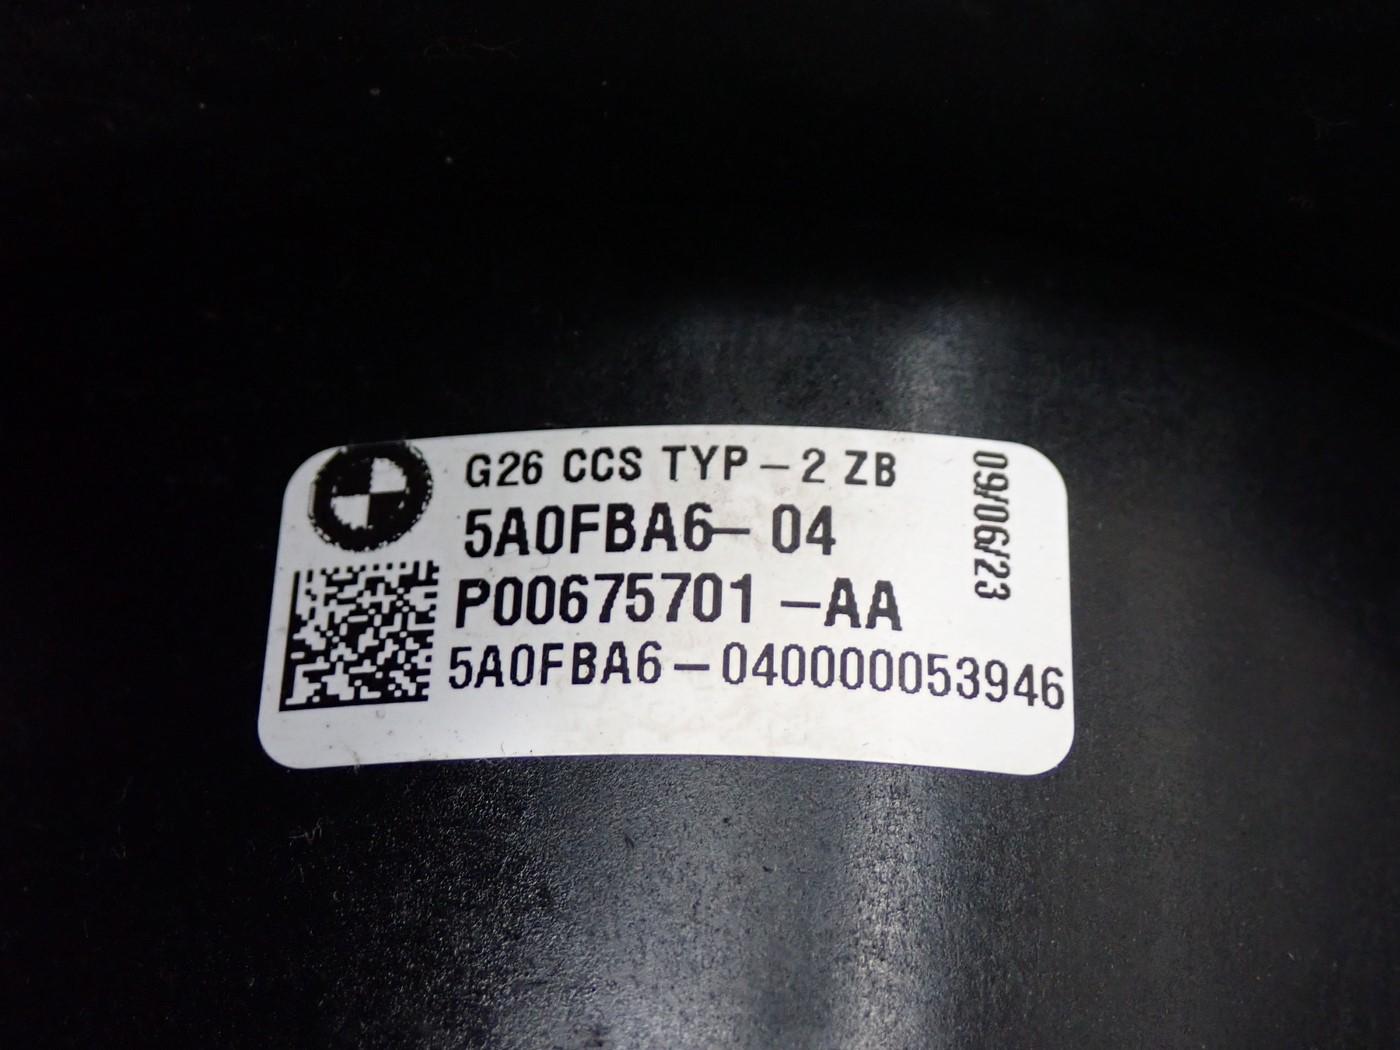 G26 CCS TYP-2 ZB
5A0FBA6-04
P00675701-AA
5A0FBA6-040000053946
09/06/23